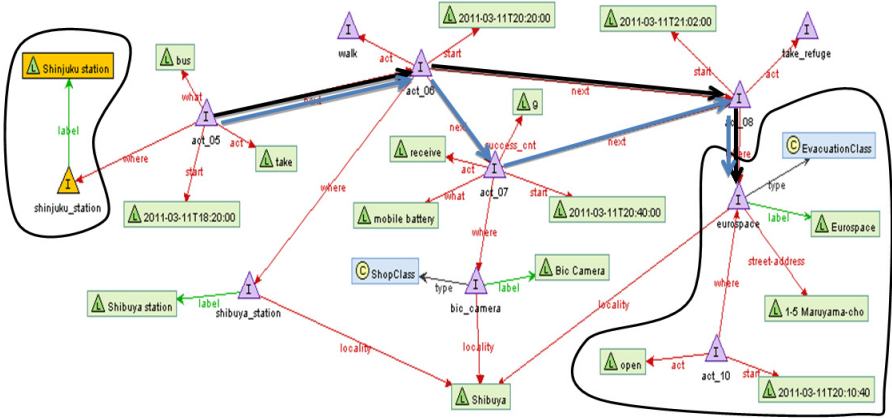 walk
2011-03-11T20:20:00
2011-03-11T21:02:00
take_refuge
act
start
start
act
act_06
bus
Shinjuku station
what
next
next
act_08
act_05
label
next
g
success_cnt
next
where
act
take
receive
act
act_07
start
what
where
start
where
shinjuku_station
2011-03-11T18:20:00
mobile battery
2011-03-11T20:40:00
where
EvacuationClass
type
label
Eurospace
eurospace
street-address
ShopClass
type
label
Bic Camera
bic_camera
Shibuya station
label
shibuya_station
locality
where
1-5 Maruyama-cho
locality
locality
open
act
act_10
start
2011-03-11T20:10:40
Shibuya